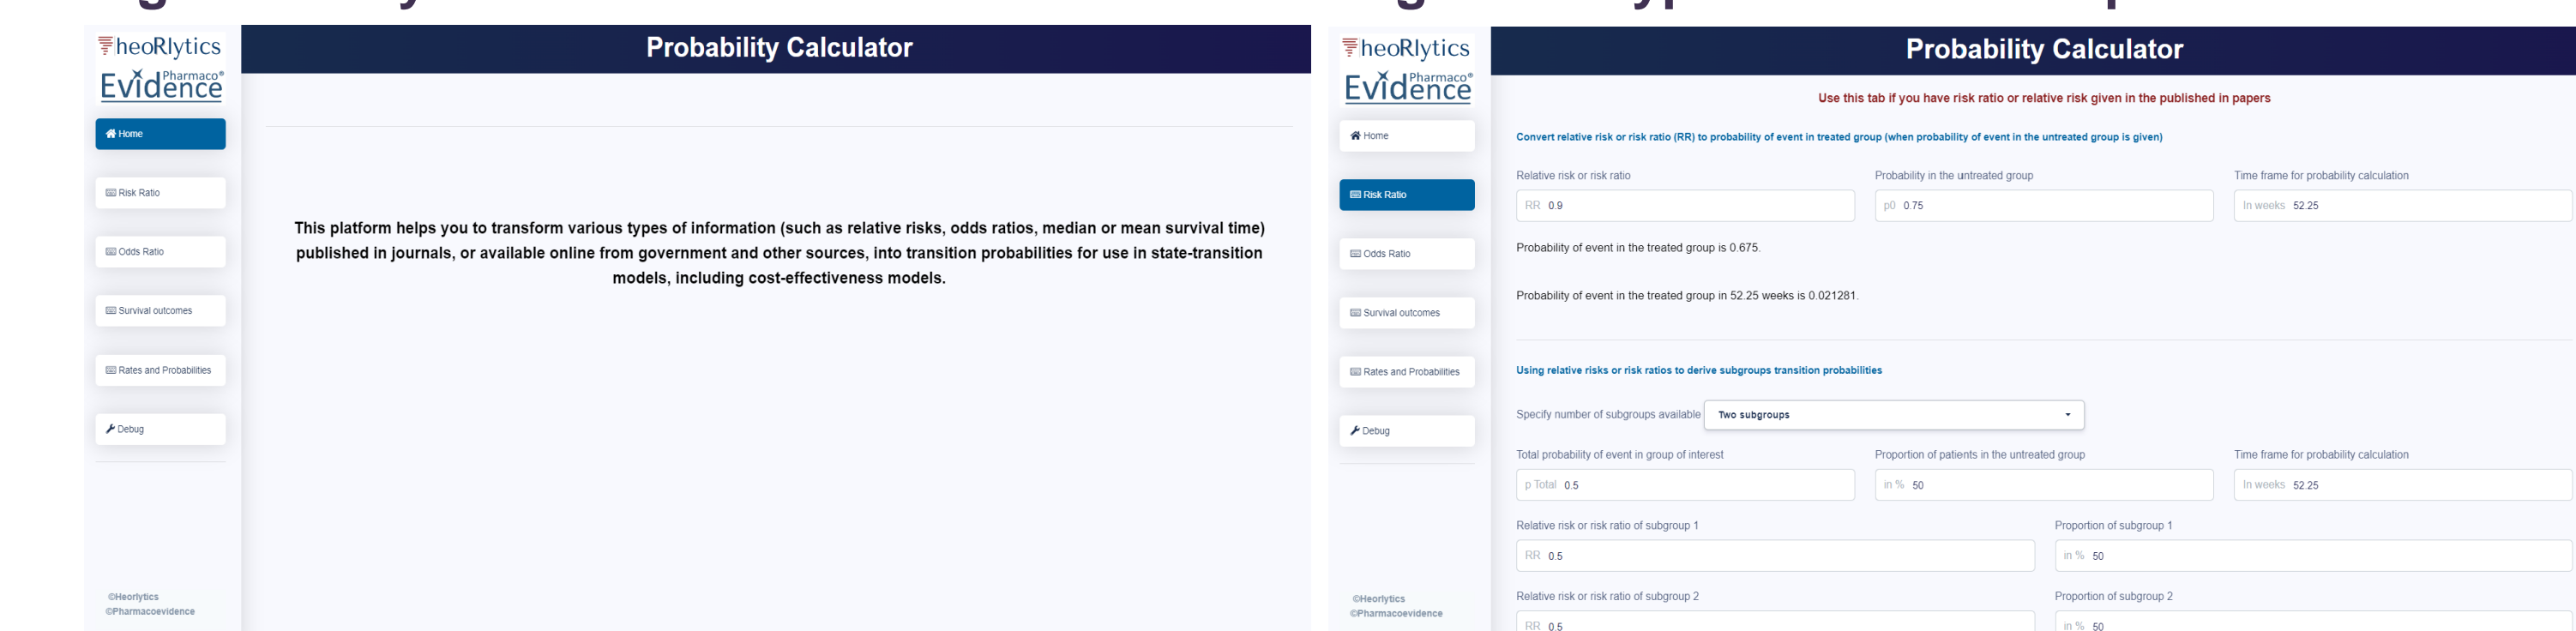 Probability Calculator
heoRlytics
Evidence Pharmaco®
Home
Risk Ratio
Odds Ratio
Survival outcomes
Rates and Probabilities
Debug
©Heorlytics
©Pharmacoevidence
This platform helps you to transform various types of information (such as relative risks, odds ratios, median or mean survival time)
published in journals, or available online from government and other sources, into transition probabilities for use in state-transition
models, including cost-effectiveness models.
Probability Calculator
heoRlytics
Evidence Pharmaco®
Home
Risk Ratio
Odds Ratio
Survival outcomes
Rates and Probabilities
Debug
©Heorlytics
©Pharmacoevidence
Use this tab if you have risk ratio or relative risk given in the published in papers
Convert relative risk or risk ratio (RR) to probability of event in treated group (when probability of event in the untreated group is given)
Relative risk or risk ratio Probability in the untreated group Time frame for probability calculation
RR 0.9 p0 0.75 In weeks 52.25
Probability of event in the treated group is 0.675.
Probability of event in the treated group in 52.25 weeks is 0.021281.
Using relative risks or risk ratios to derive subgroups transition probabilities
Specify number of subgroups available Two subgroups
Total probability of event in group of interest Proportion of patients in the untreated group Time frame for probability calculation
p Total 0.5 in % 50 In weeks 52.25
Relative risk or risk ratio of subgroup 1 Proportion of subgroup 1
RR 0.5 in % 50
Relative risk or risk ratio of subgroup 2 Proportion of subgroup 2
RR 0.5 in % 50